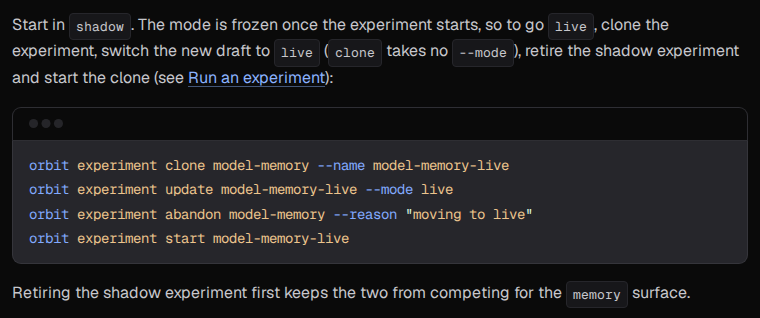 Start in shadow. The mode is frozen once the experiment starts, so to go live, clone the
experiment, switch the new draft to live (clone takes no --mode), retire the shadow experiment
and start the clone (see Run an experiment):
orbit experiment clone model-memory --name model-memory-live
orbit experiment update model-memory-live --mode live
orbit experiment abandon model-memory --reason "moving to live"
orbit experiment start model-memory-live
Retiring the shadow experiment first keeps the two from competing for the memory surface.